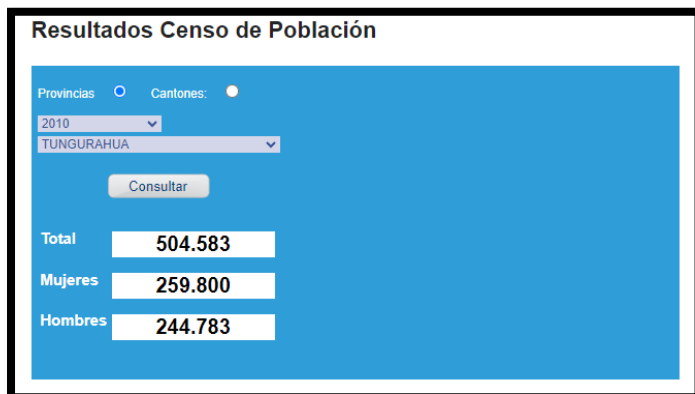 Resultados Censo de Población
Provincias Cantones:
2010
TUNGURAHUA
Consultar
Total 504.583
Mujeres 259.800
Hombres 244.783